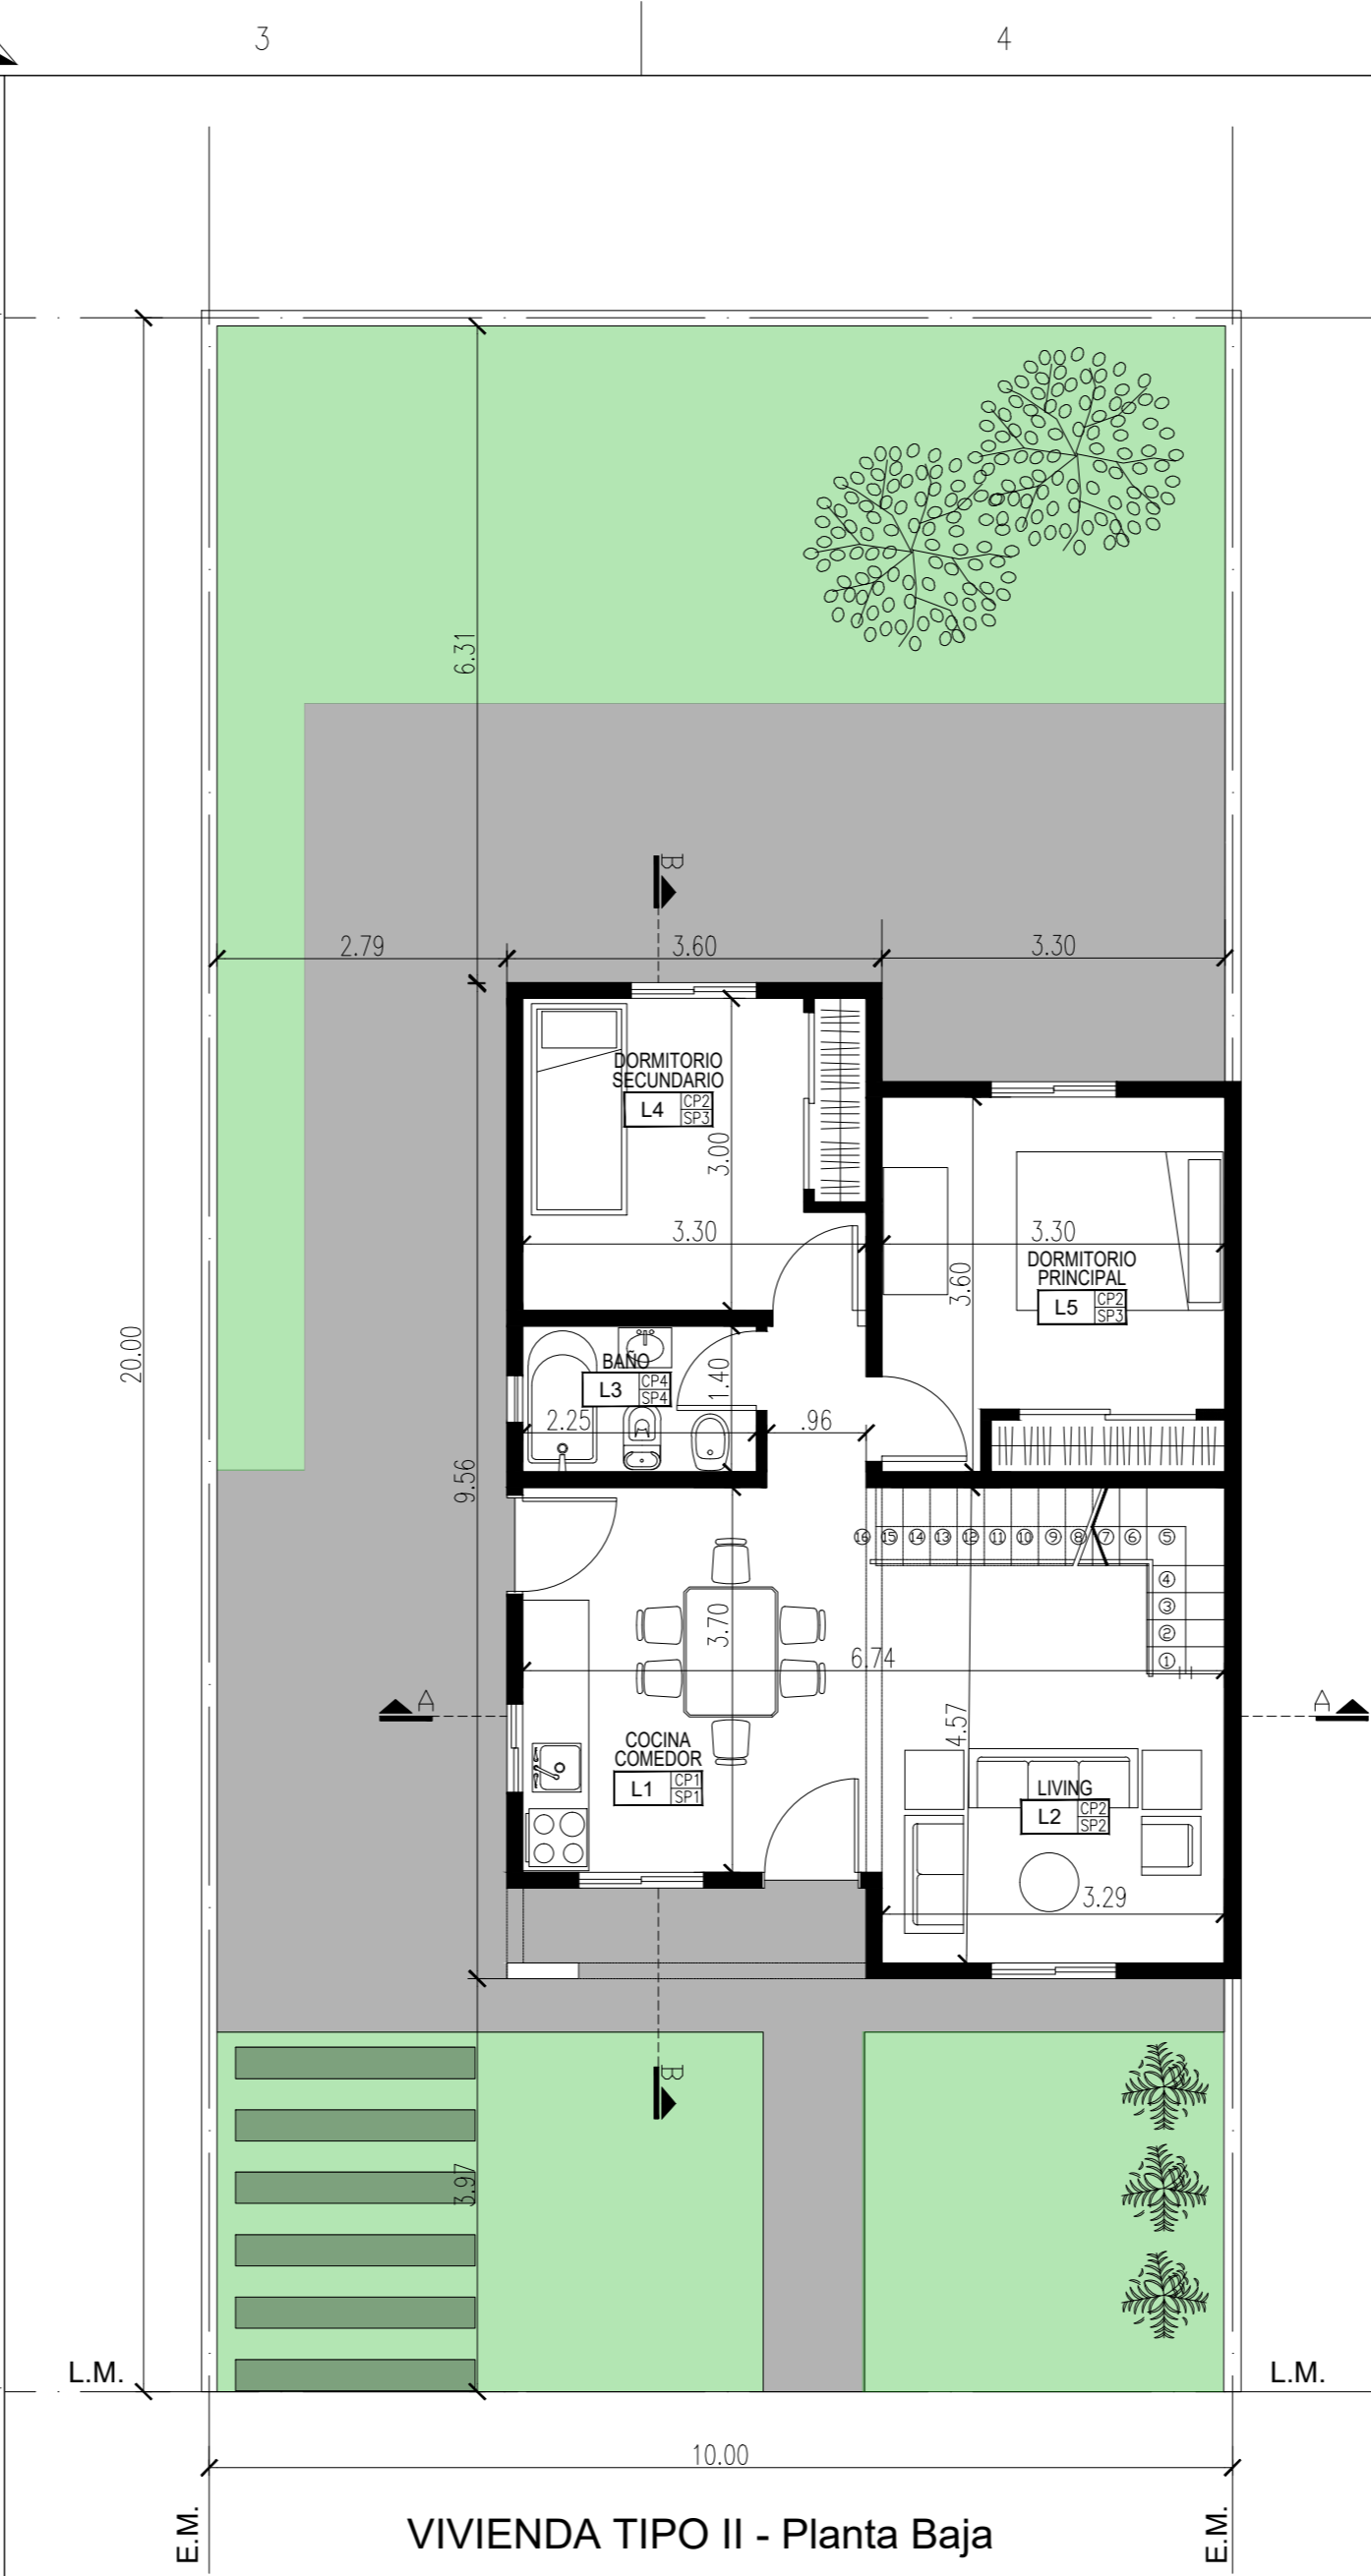 3
4
6.31
B
2.79
3.60
3.30
DORMITORIO
SECUNDARIO
L4
CP2
SP3
3.00
3.30
3.30
DORMITORIO
PRINCIPAL
L5
CP2
SP3
3.60
20.00
BAÑO
L3
CP4
SP4
1.40
2.25
.96
9.56
16 15 14 13 12 11 10 9 8 7 6 5
4
3
2
1
3.70
6.74
A
A
4.57
COCINA
COMEDOR
L1
CP1
SP1
LIVING
L2
CP2
SP2
3.29
B
3.97
L.M.
L.M.
10.00
E.M.
E.M.
VIVIENDA TIPO II - Planta Baja